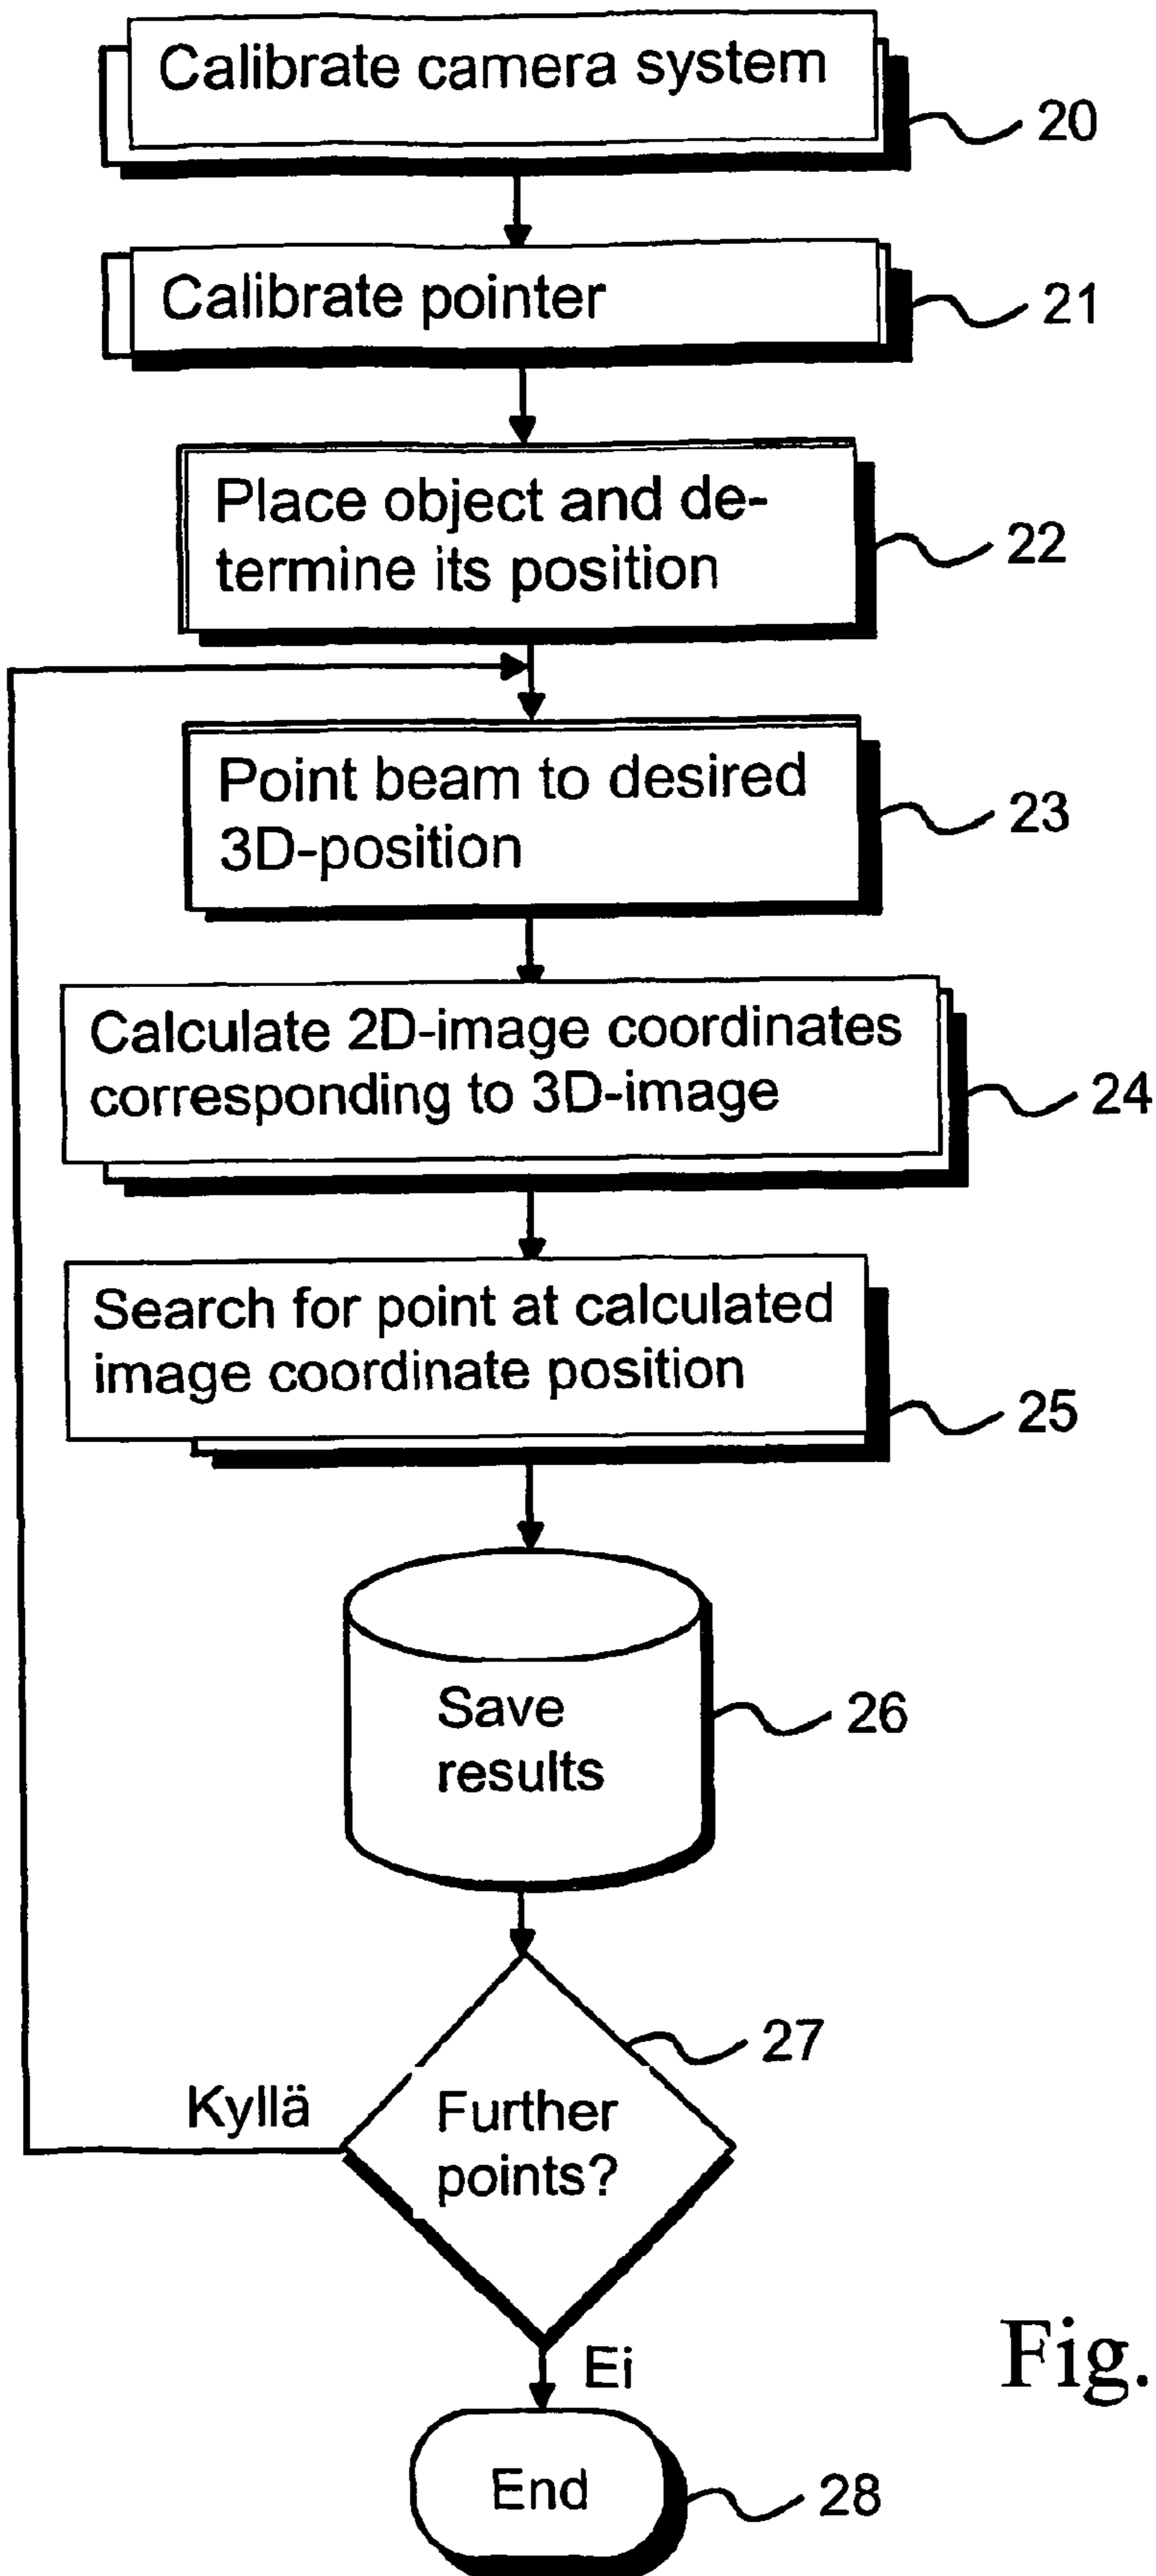 Calibrate camera system
20
Calibrate pointer
21
Place object and de-
termine its position
22
Point beam to desired
3D-position
23
Calculate 2D-image coordinates
corresponding to 3D-image
24
Search for point at calculated
image coordinate position
25
Save
results
26
27
Kyllä
Further
points?
Ei
Fig.
End
28